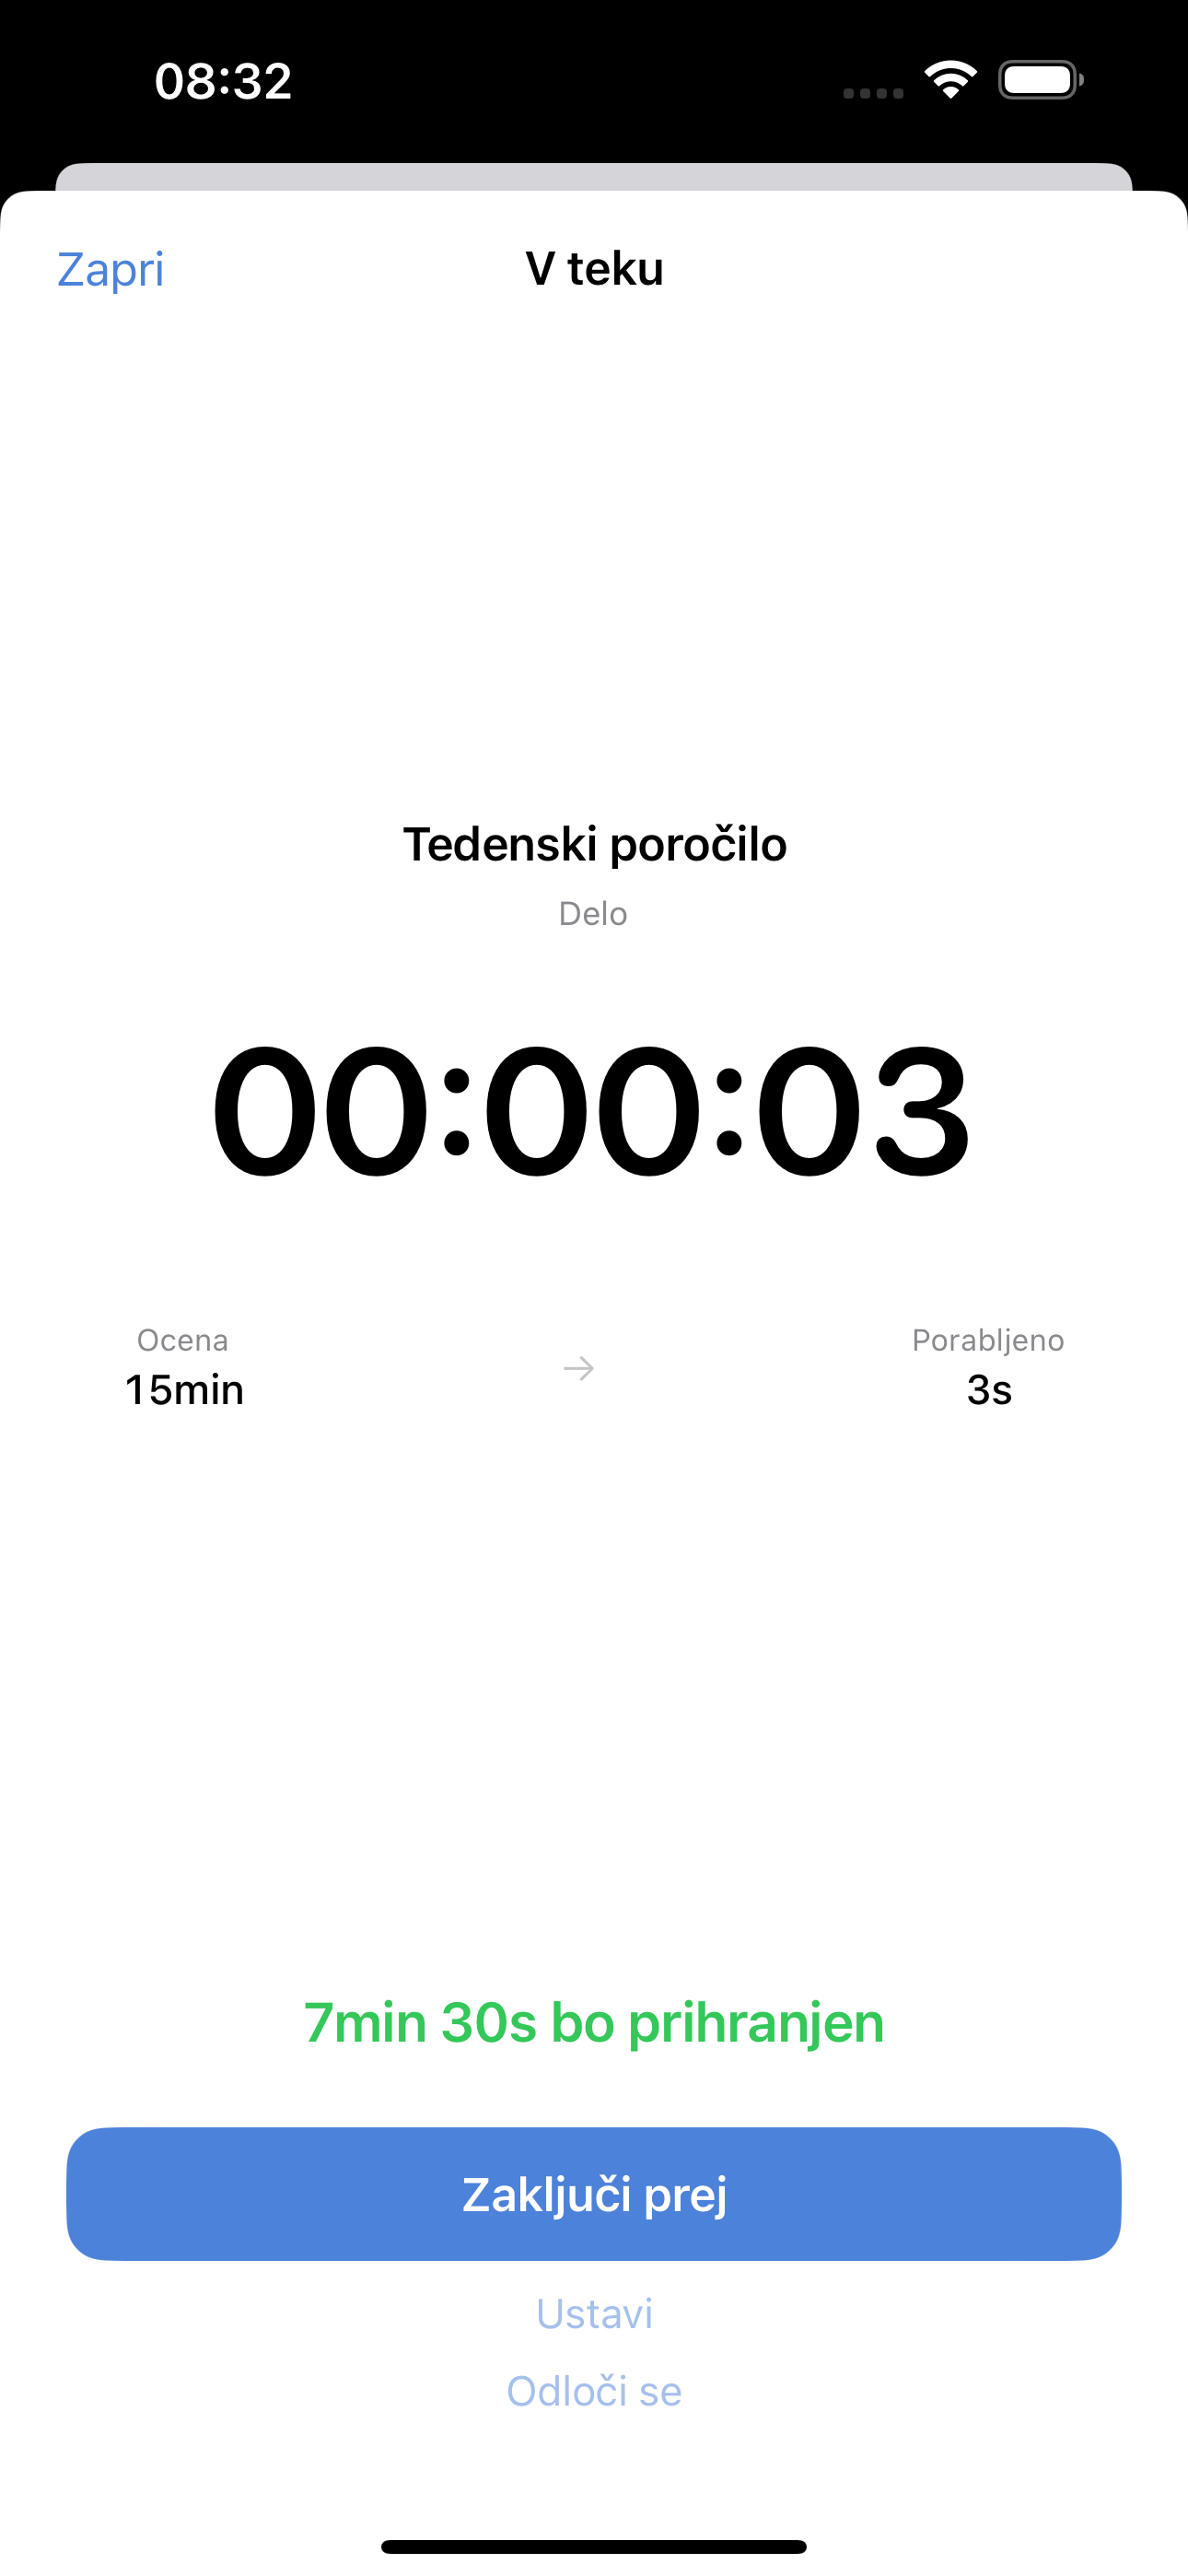 08:32
Zapri
V teku
Tedenski poročilo
Delo
00:00:03
Ocena
15min
→
Porabljeno
3s
7min 30s bo prihranjen
Zaključi prej
Ustavi
Odloči se